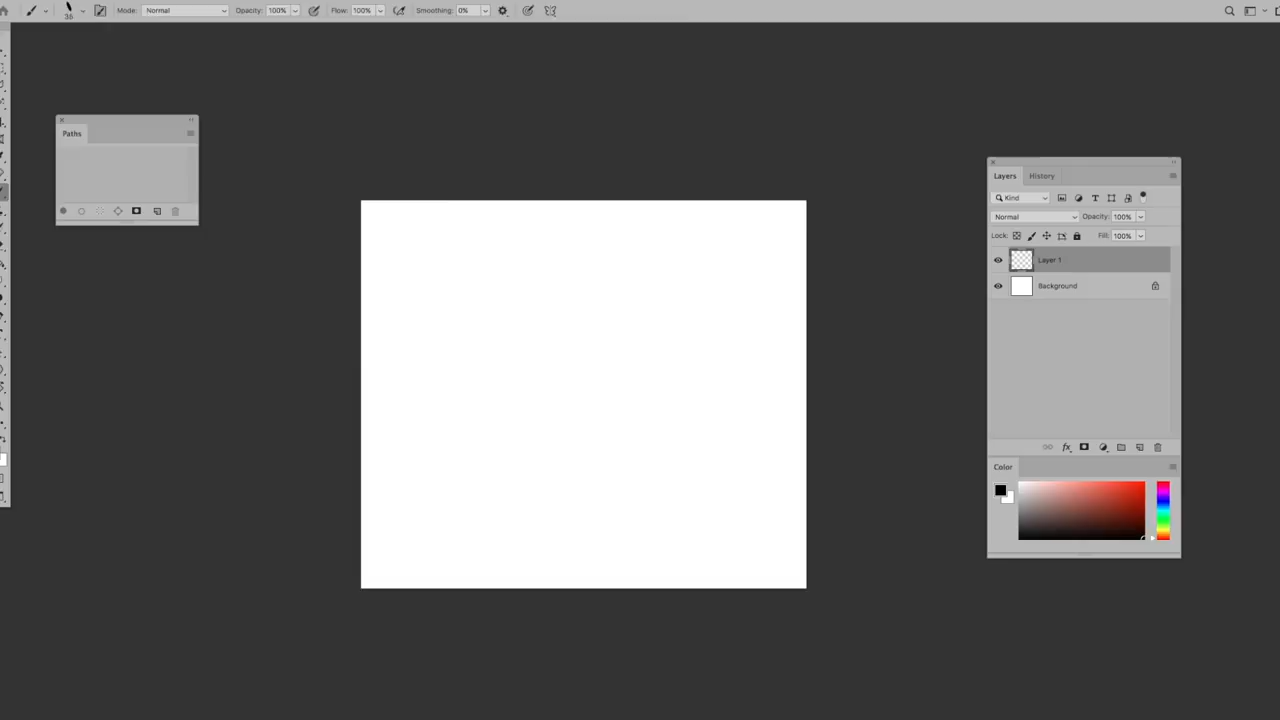 Mode: Normal Opacity: 100% Flow: 100% Smoothing: 0%
36
Paths
Layers History
Kind
Normal Opacity: 100%
Lock: Fill: 100%
Layer 1
Background
Color